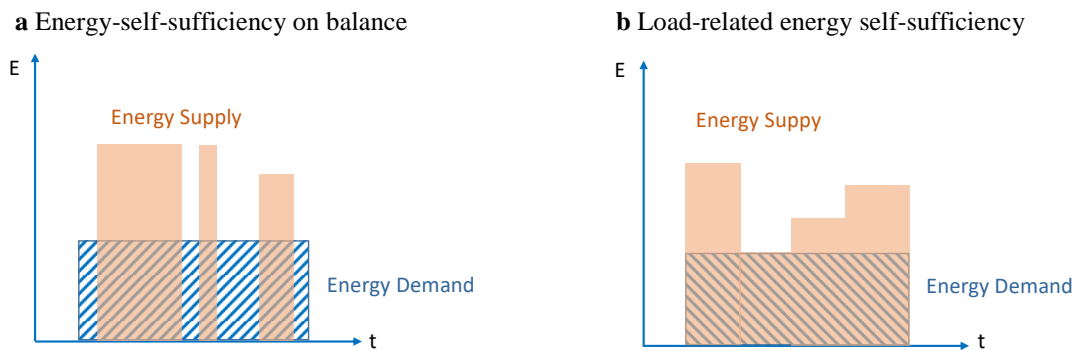 a Energy-self-sufficiency on balance
E
Energy Supply
Energy Demand
t
b Load-related energy self-sufficiency
E
Energy Suppy
Energy Demand
t